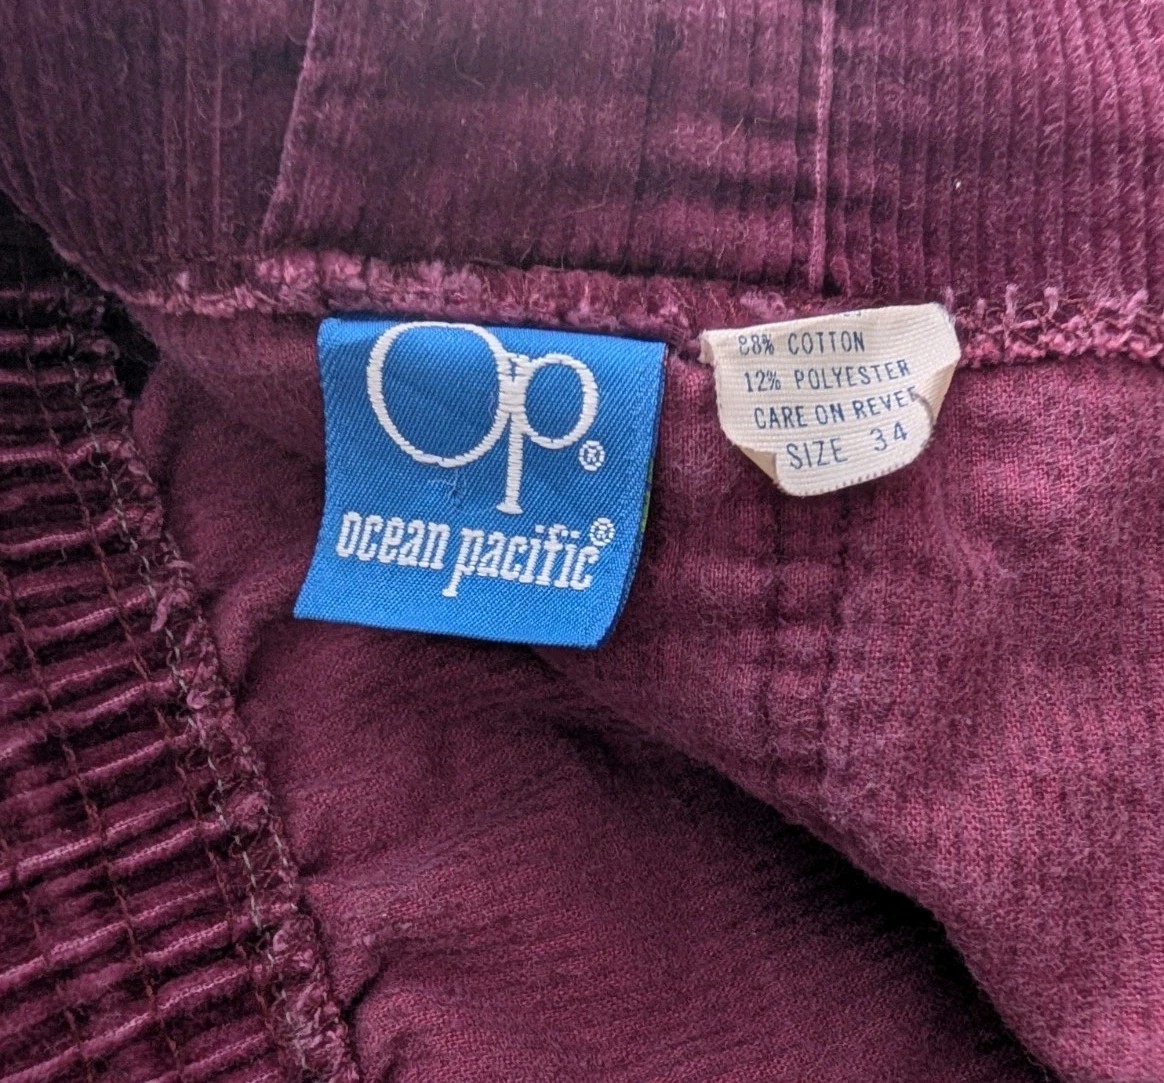 Op®
ocean pacific®
88% COTTON
12% POLYESTER
CARE ON REVE
SIZE 34